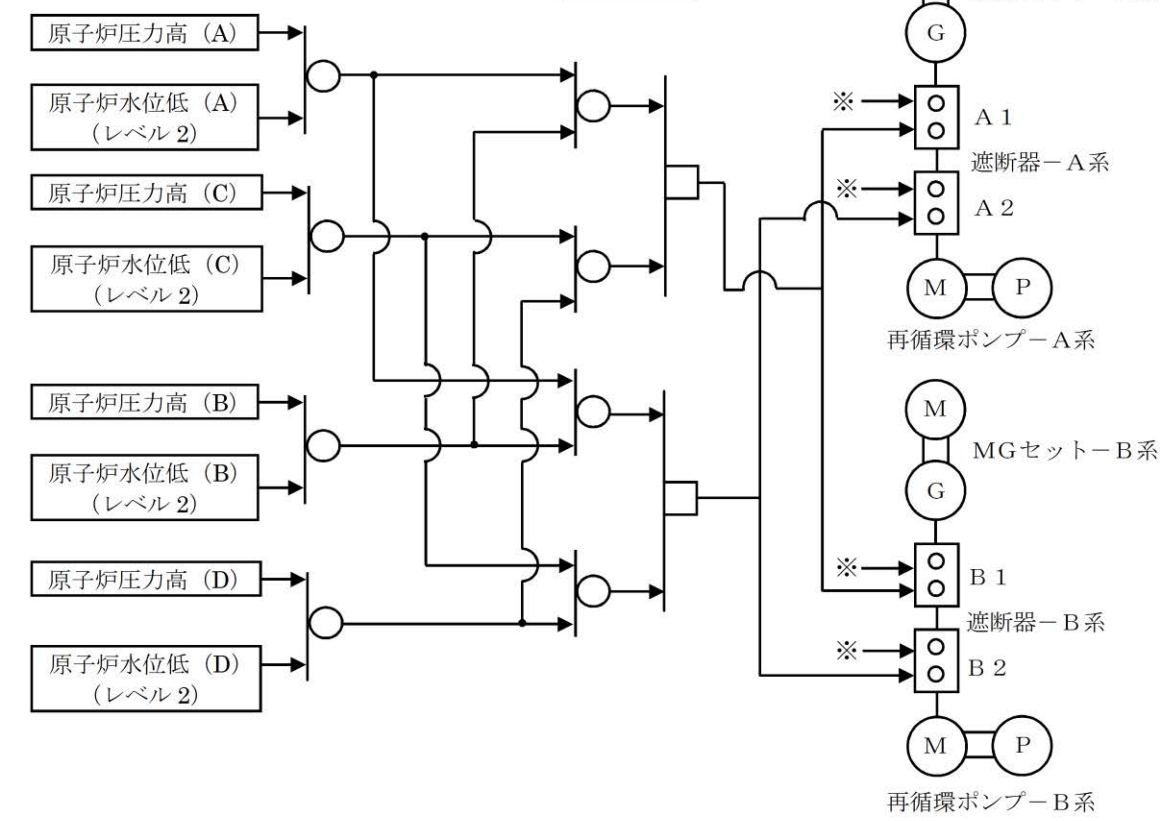 原子炉圧力高（A）
原子炉水位低（A）
（レベル 2）
原子炉圧力高（C）
原子炉水位低（C）
（レベル 2）
原子炉圧力高（B）
原子炉水位低（B）
（レベル 2）
原子炉圧力高（D）
原子炉水位低（D）
（レベル 2）
G
※
A１
遮断器－A系
※
A２
M
P
再循環ポンプ－A系
M
MGセット－B系
G
※
B１
遮断器－B系
※
B２
M
P
再循環ポンプ－B系